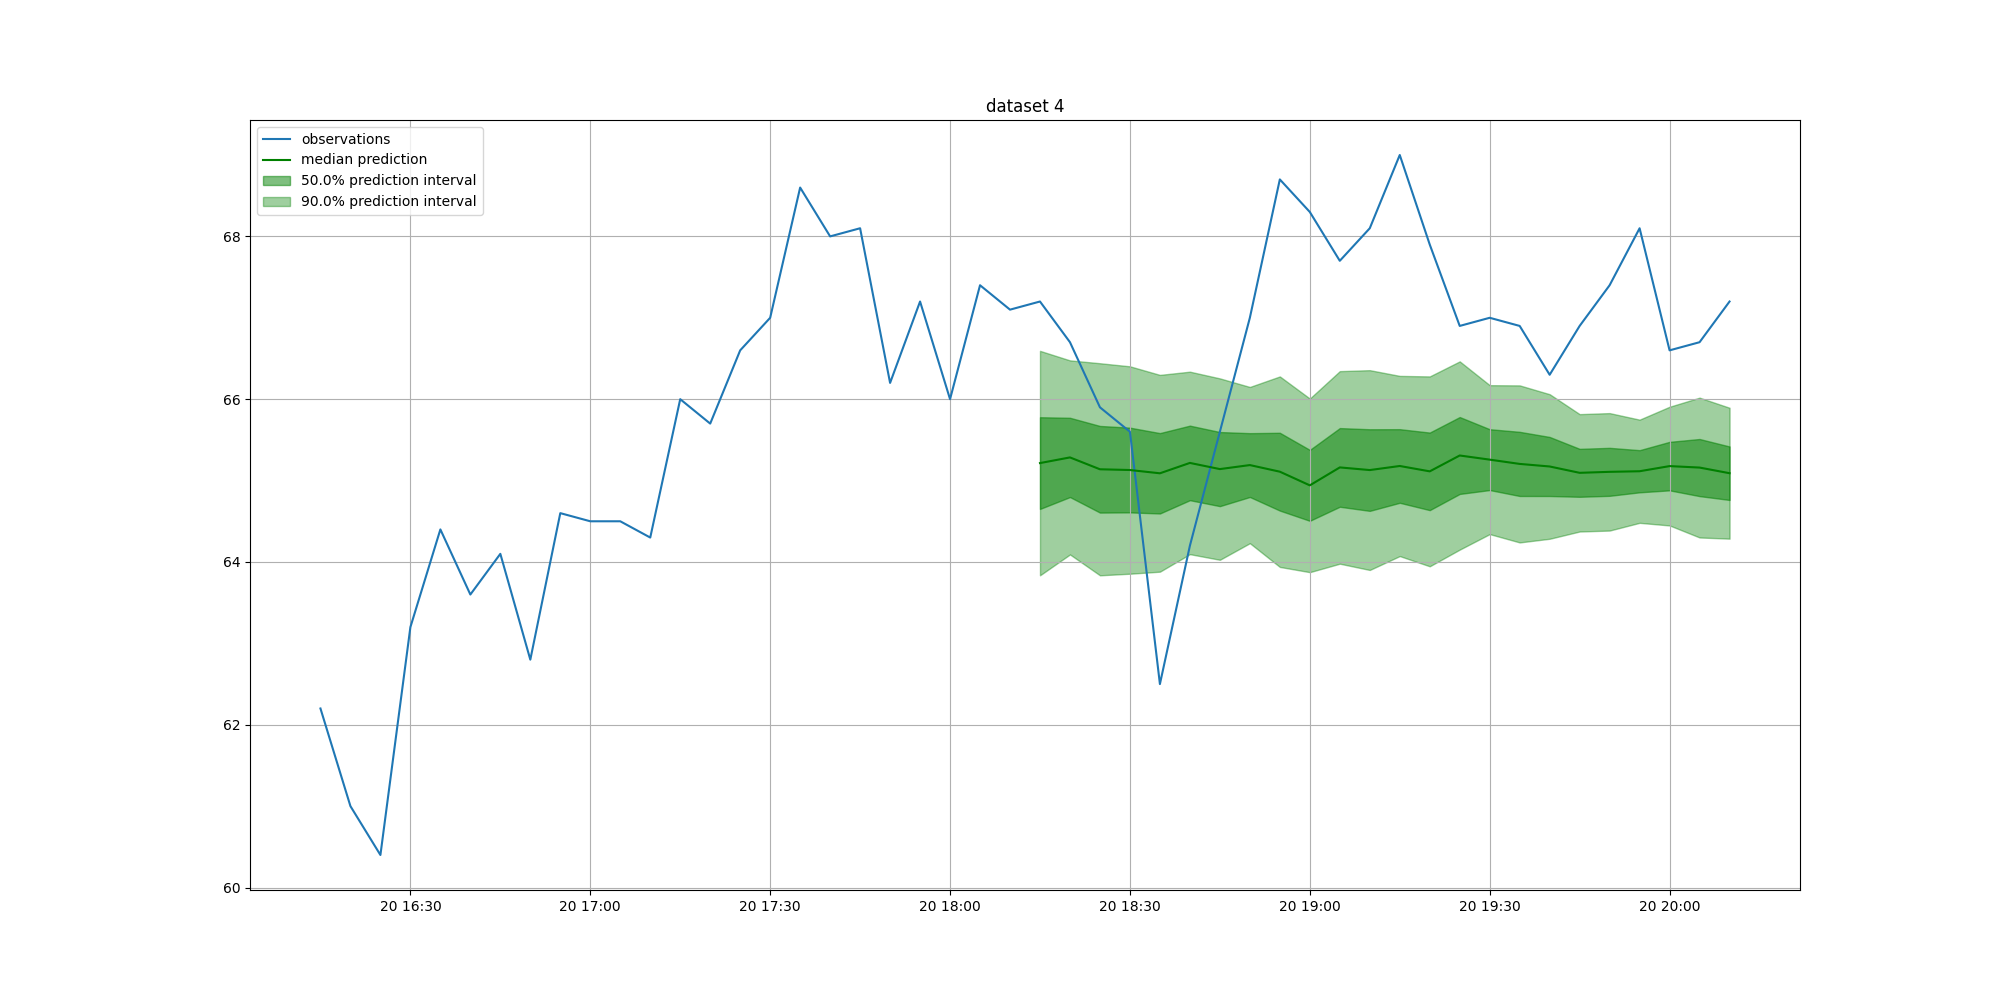 dataset 4
observations
median prediction
50.0% prediction interval
90.0% prediction interval
68
66
64
62
60
20 16:30
20 17:00
20 17:30
20 18:00
20 18:30
20 19:00
20 19:30
20 20:00